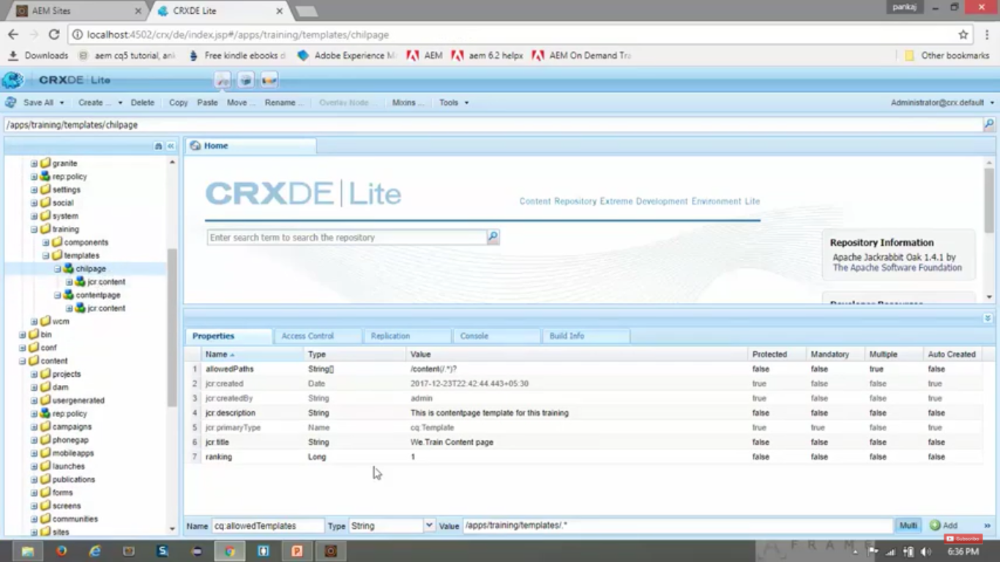 AEM Sites
CRXDE Lite
pankaj
localhost:4502/crx/de/index.jsp#/apps/training/templates/chilpage
Downloads
aem cq5 tutorial, an
Free kindle ebooks
Adobe Experience M
AEM
aem 6.2 helpx
AEM On Demand Tra
Other bookmarks
CRXDE Lite
Save All
Create ...
Delete
Copy
Paste
Move ...
Rename ...
Overlay Node ...
Mixins ...
Tools
Administrator@crx.default
/apps/training/templates/chilpage
granite
rep:policy
settings
social
system
training
components
templates
chilpage
jcr:content
contentpage
jcr:content
wcm
bin
conf
content
projects
dam
usergenerated
rep:policy
campaigns
phonegap
mobileapps
launches
publications
forms
screens
communities
sites
Home
CRXDE | Lite
Content Repository Extreme Development Environment Lite
Enter search term to search the repository
Repository Information
Apache Jackrabbit Oak 1.4.1 by
The Apache Software Foundation
Developer Resources
Properties Access Control Replication Console Build Info
Name Type Value Protected Mandatory Multiple Auto Created
1 allowedPaths String[] /content(/.*)? false false true false
2 jcr:created Date 2017-12-23T22:42:44.443+05:30 true false false true
3 jcr:createdBy String admin true false false true
4 jcr:description String This is contentpage template for this training false false false false
5 jcr:primaryType Name cq:Template true true false true
6 jcr:title String We.Train Content page false false false false
7 ranking Long 1 false false false false
Name cq:allowedTemplates Type String Value /apps/training/templates/.* Multi Add »
Subscribe
6:36 PM